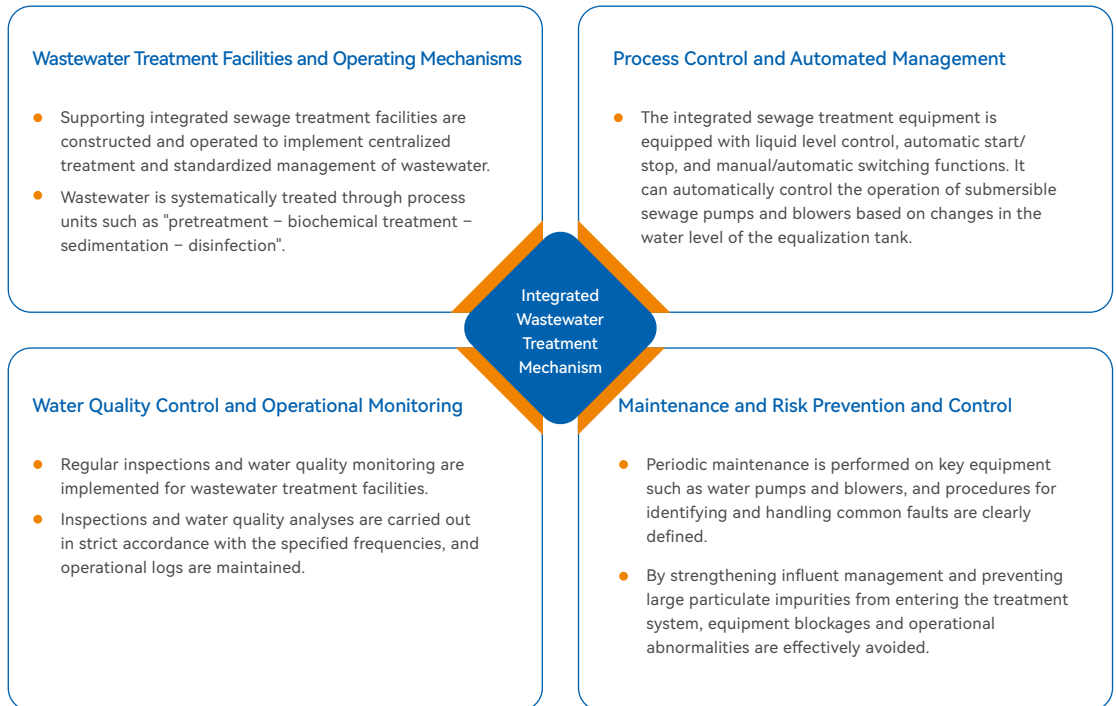 Wastewater Treatment Facilities and Operating Mechanisms
● Supporting integrated sewage treatment facilities are
constructed and operated to implement centralized
treatment and standardized management of wastewater.
● Wastewater is systematically treated through process
units such as "pretreatment – biochemical treatment –
sedimentation – disinfection".
Process Control and Automated Management
● The integrated sewage treatment equipment is
equipped with liquid level control, automatic start/
stop, and manual/automatic switching functions. It
can automatically control the operation of submersible
sewage pumps and blowers based on changes in the
water level of the equalization tank.
Integrated
Wastewater
Treatment
Mechanism
Water Quality Control and Operational Monitoring
● Regular inspections and water quality monitoring are
implemented for wastewater treatment facilities.
● Inspections and water quality analyses are carried out
in strict accordance with the specified frequencies, and
operational logs are maintained.
Maintenance and Risk Prevention and Control
● Periodic maintenance is performed on key equipment
such as water pumps and blowers, and procedures for
identifying and handling common faults are clearly
defined.
● By strengthening influent management and preventing
large particulate impurities from entering the treatment
system, equipment blockages and operational
abnormalities are effectively avoided.